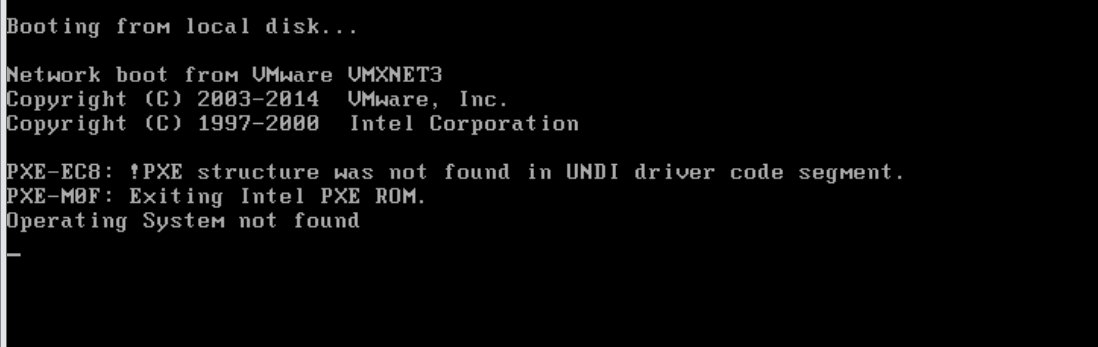 Booting from local disk...
Network boot from VMware VMXNET3
Copyright (C) 2003-2014  VMware, Inc.
Copyright (C) 1997-2000  Intel Corporation
PXE-EC8: !PXE structure was not found in UNDI driver code segment.
PXE-M0F: Exiting Intel PXE ROM.
Operating System not found